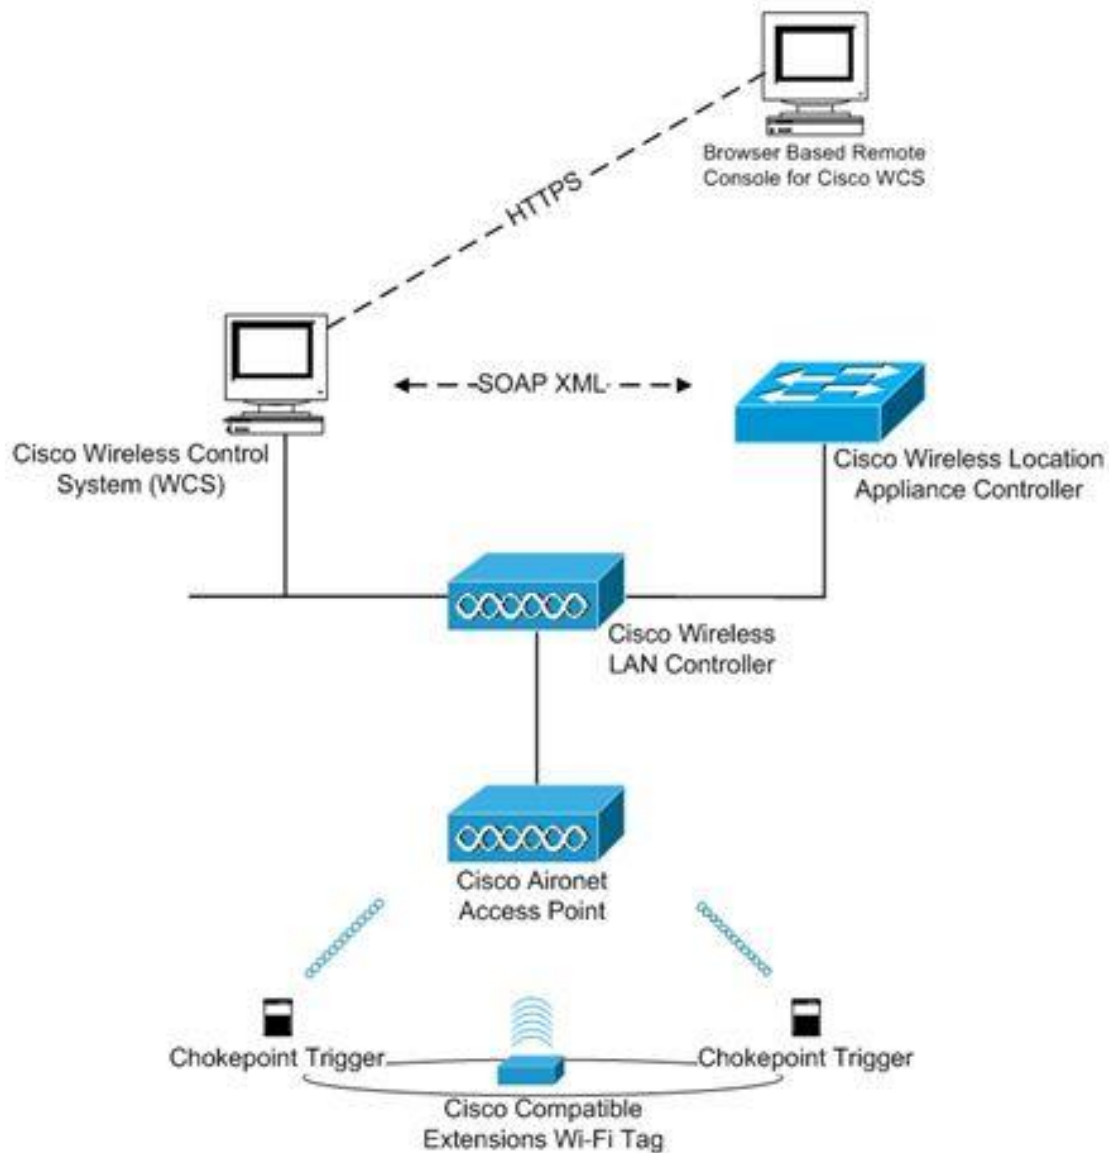 Browser Based Remote
Console for Cisco WCS
HTTPS
SOAP XML
Cisco Wireless Control
System (WCS)
Cisco Wireless Location
Appliance Controller
Cisco Wireless
LAN Controller
Cisco Aironet
Access Point
Chokepoint Trigger
Chokepoint Trigger
Cisco Compatible
Extensions Wi-Fi Tag